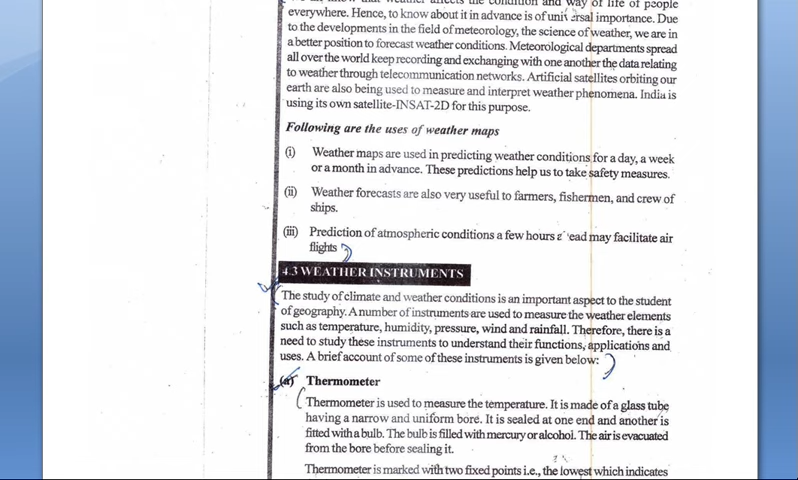 weather affects the condition and way of life of people
everywhere. Hence, to know about it in advance is of universal importance. Due
to the developments in the field of meteorology, the science of weather, we are in
a better position to forecast weather conditions. Meteorological departments spread
all over the world keep recording and exchanging with one another the data relating
to weather through telecommunication networks. Artificial satellites orbiting our
earth are also being used to measure and interpret weather phenomena. India is
using its own satellite-INSAT-2D for this purpose.
Following are the uses of weather maps
(i) Weather maps are used in predicting weather conditions for a day, a week
or a month in advance. These predictions help us to take safety measures.
(ii) Weather forecasts are also very useful to farmers, fishermen, and crew of
ships.
(iii) Prediction of atmospheric conditions a few hours ahead may facilitate air
flights
4.3 WEATHER INSTRUMENTS
The study of climate and weather conditions is an important aspect to the student
of geography. A number of instruments are used to measure the weather elements
such as temperature, humidity, pressure, wind and rainfall. Therefore, there is a
need to study these instruments to understand their functions, applications and
uses. A brief account of some of these instruments is given below:
(a) Thermometer
Thermometer is used to measure the temperature. It is made of a glass tube
having a narrow and uniform bore. It is sealed at one end and another is
fitted with a bulb. The bulb is filled with mercury or alcohol. The air is evacuated
from the bore before sealing it.
Thermometer is marked with two fixed points i.e., the lowest which indicates